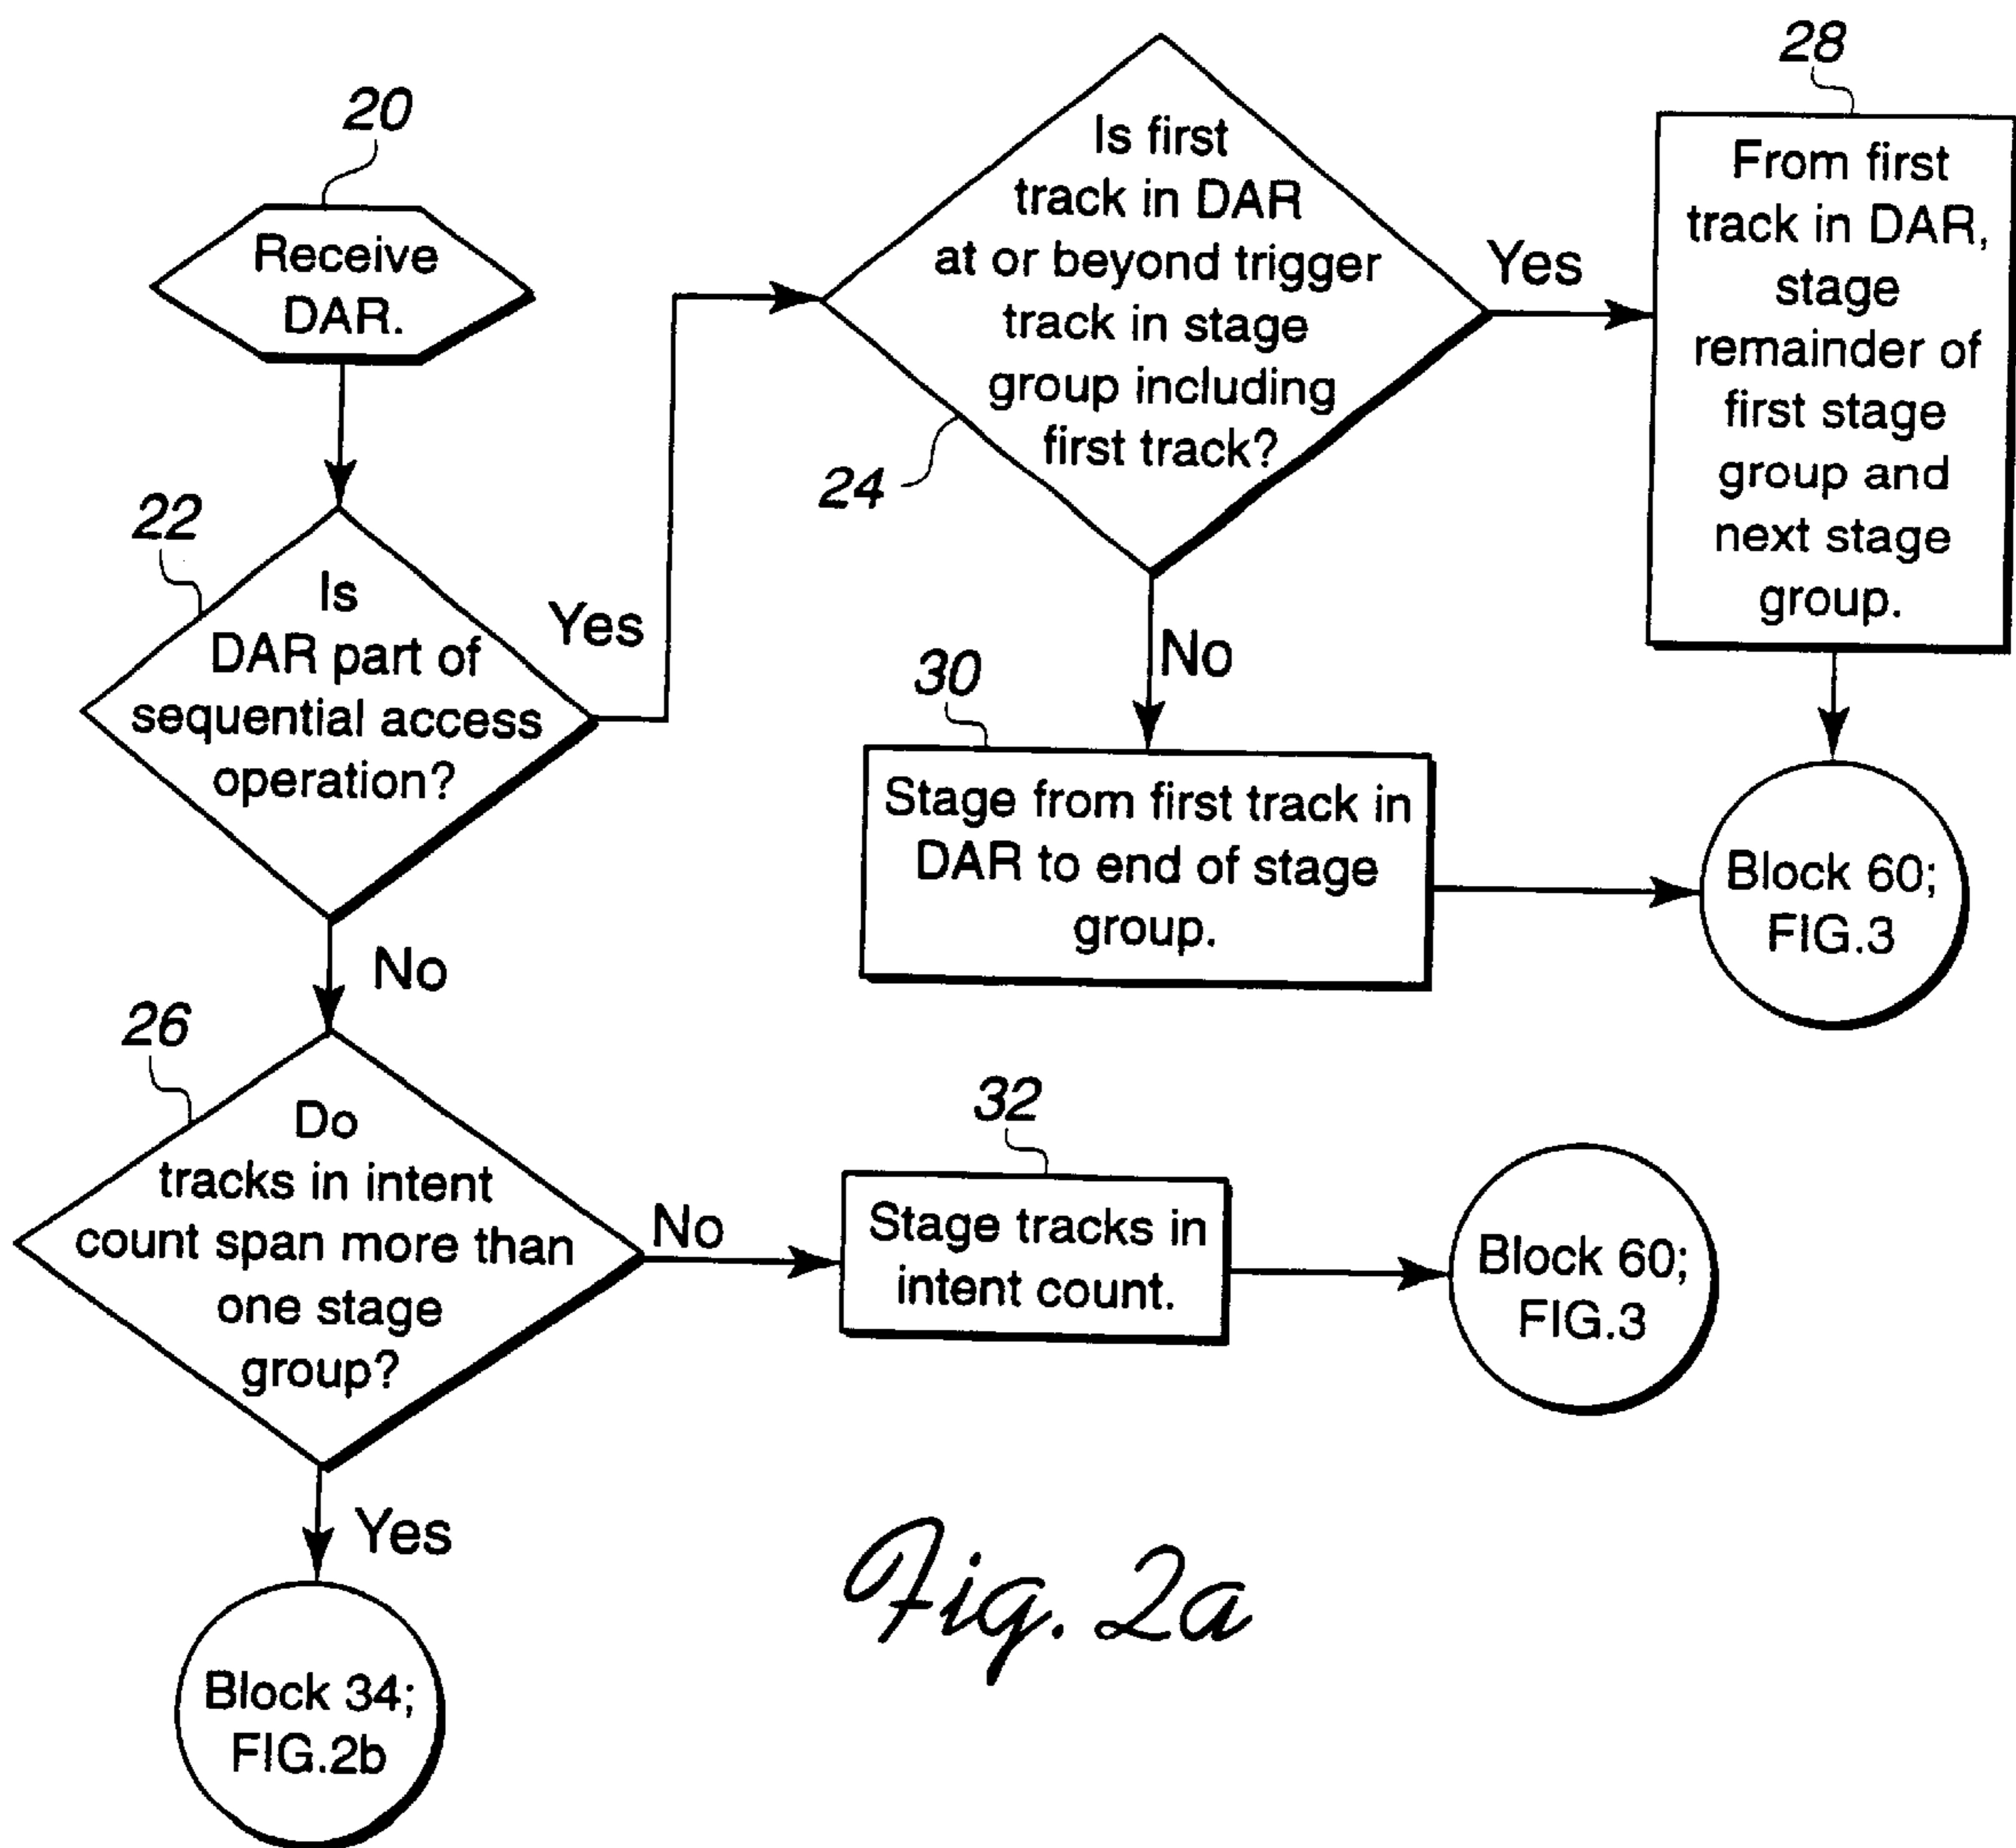 20
Receive
DAR.
22
Is
DAR part of
sequential access
operation?
Yes
No
24
Is first
track in DAR
at or beyond trigger
track in stage
group including
first track?
Yes
No
28
From first
track in DAR,
stage
remainder of
first stage
group and
next stage
group.
30
Stage from first track in
DAR to end of stage
group.
Block 60;
FIG.3
26
Do
tracks in intent
count span more than
one stage
group?
No
Yes
32
Stage tracks in
intent count.
Block 60;
FIG.3
Block 34;
FIG.2b
Fig. 2a